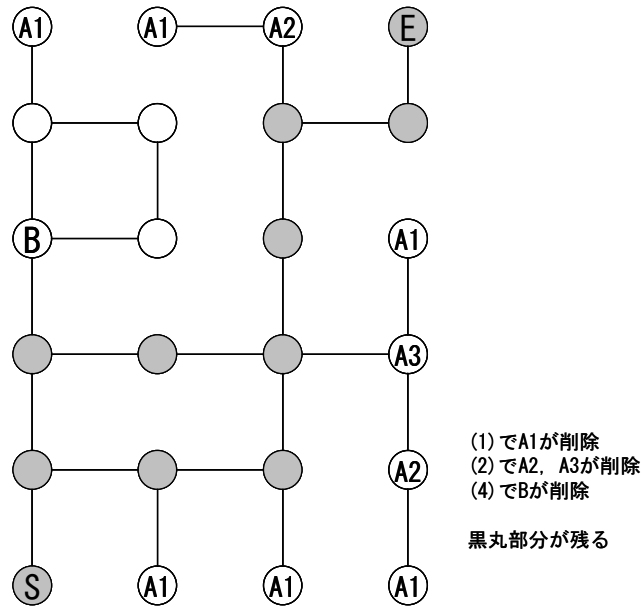 A1 A1 A2 E
B A1
A3
A2
S A1 A1 A1
(1)でA1が削除
(2)でA2, A3が削除
(4)でBが削除
黒丸部分が残る